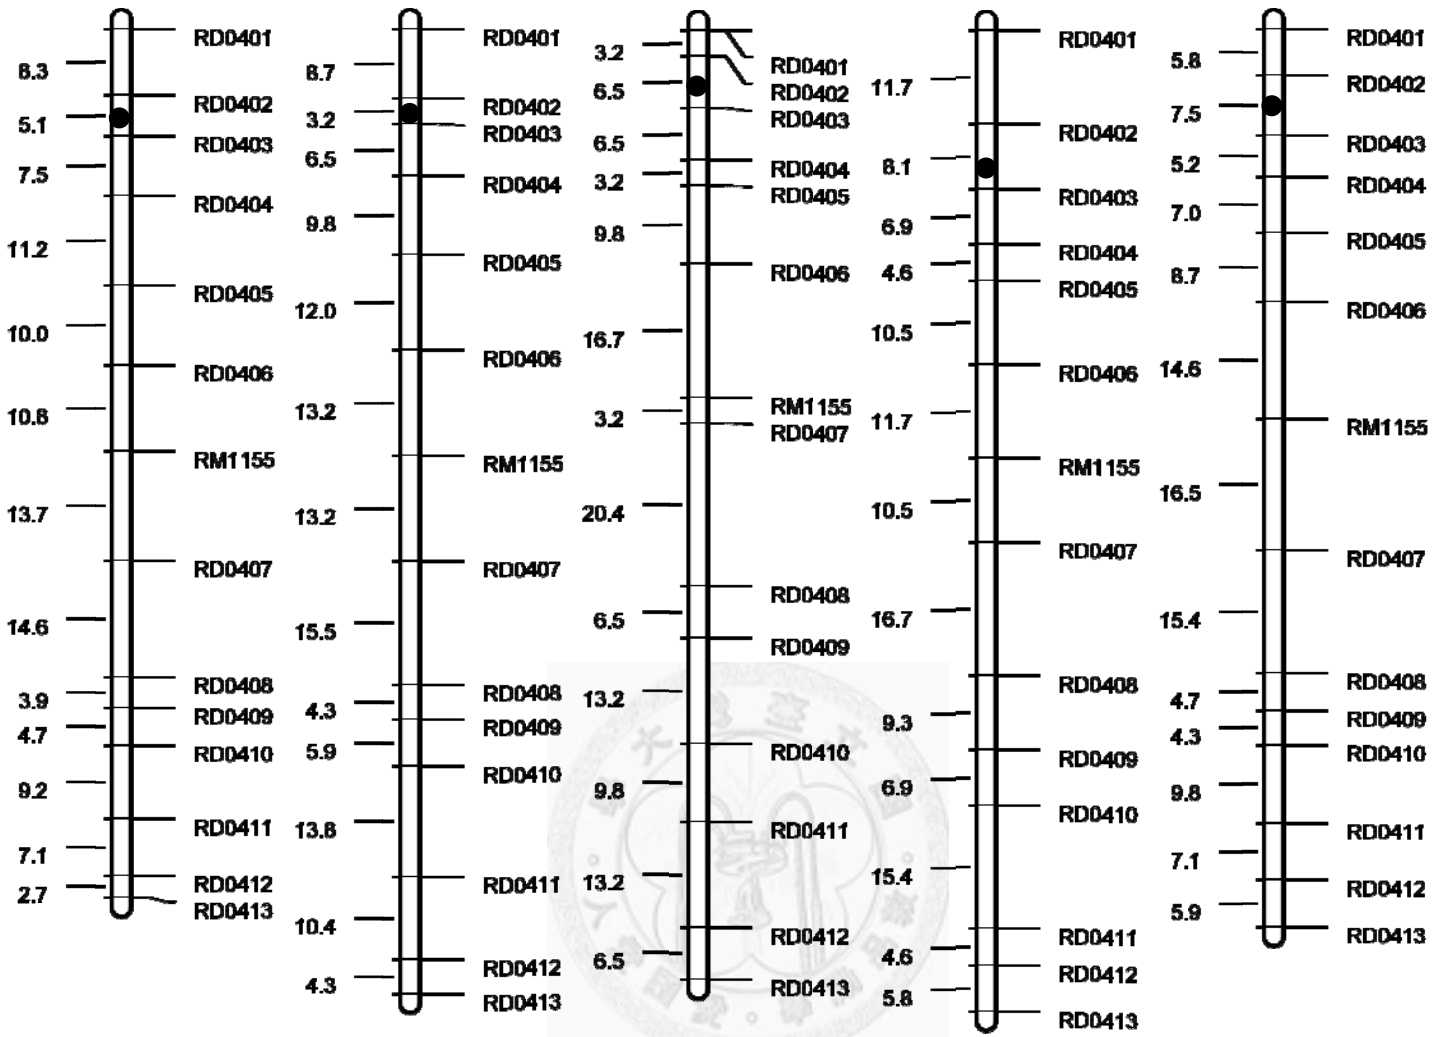 RD0401
8.3
RD0402
5.1
RD0403
7.5
RD0404
11.2
RD0405
10.0
RD0406
10.8
RM1155
13.7
RD0407
14.6
RD0408
3.9
RD0409
4.7
RD0410
9.2
RD0411
7.1
RD0412
2.7
RD0413
RD0401
8.7
RD0402
3.2
RD0403
6.5
RD0404
9.8
RD0405
12.0
RD0406
13.2
RM1155
13.2
RD0407
15.5
RD0408
4.3
RD0409
5.9
RD0410
13.8
RD0411
10.4
RD0412
4.3
RD0413
3.2
RD0401
6.5
RD0402
RD0403
6.5
RD0404
3.2
RD0405
9.8
RD0406
16.7
RM1155
3.2
RD0407
20.4
RD0408
6.5
RD0409
13.2
RD0410
9.8
RD0411
13.2
RD0412
6.5
RD0413
RD0401
11.7
RD0402
8.1
RD0403
6.9
RD0404
4.6
RD0405
10.5
RD0406
11.7
RM1155
10.5
RD0407
16.7
RD0408
9.3
RD0409
6.9
RD0410
15.4
RD0411
4.6
RD0412
5.8
RD0413
RD0401
5.8
RD0402
7.5
RD0403
5.2
RD0404
7.0
RD0405
8.7
RD0406
14.6
RM1155
16.5
RD0407
15.4
RD0408
4.7
RD0409
4.3
RD0410
9.8
RD0411
7.1
RD0412
5.9
RD0413